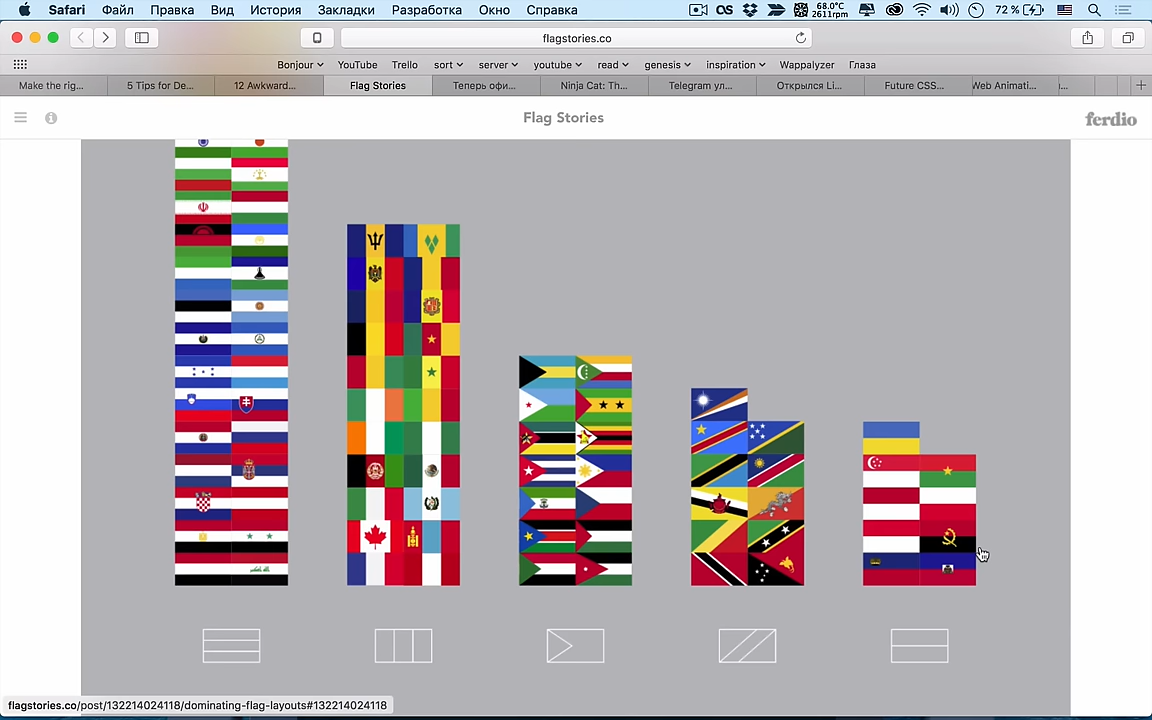 Safari Файл Правка Вид История Закладки Разработка Окно Справка 68.0°C 2611rpm 72 %
flagstories.co
Bonjour YouTube Trello sort server youtube read genesis inspiration Wappalyzer Глаза
Make the rig... 5 Tips for De... 12 Awkward... Flag Stories Теперь офи... Ninja Cat: Th... Telegram ул... Открылся Li... Future CSS... Web Animati...
Flag Stories ferdio
flagstories.co/post/132214024118/dominating-flag-layouts#132214024118